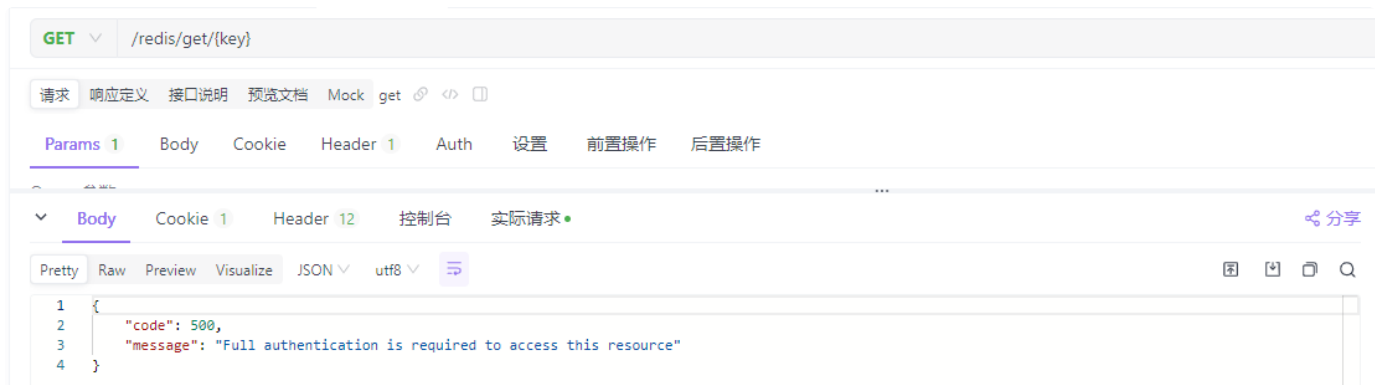 GET /redis/get/{key}
请求 响应定义 接口说明 预览文档 Mock get
Params 1 Body Cookie Header 1 Auth 设置 前置操作 后置操作
Body Cookie 1 Header 12 控制台 实际请求 分享
Pretty Raw Preview Visualize JSON utf8
1 {
2 "code": 500,
3 "message": "Full authentication is required to access this resource"
4 }